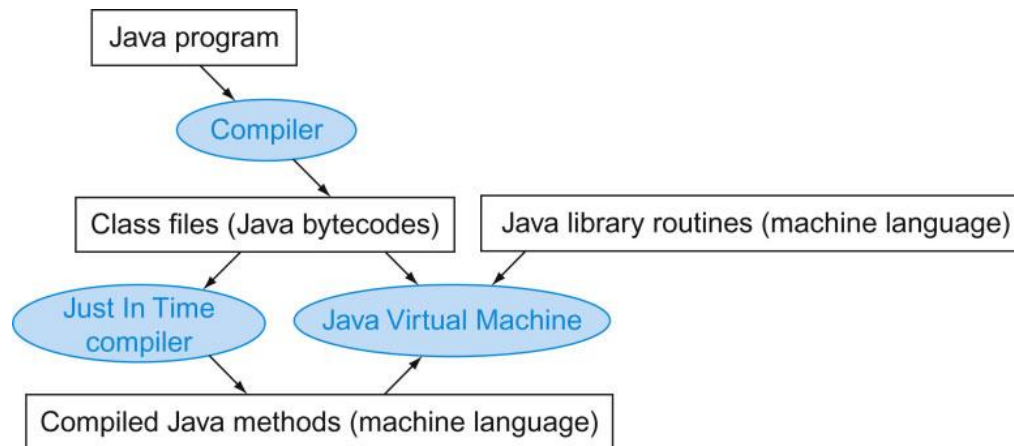 Java program
Compiler
Class files (Java bytecodes)
Java library routines (machine language)
Just In Time
compiler
Java Virtual Machine
Compiled Java methods (machine language)